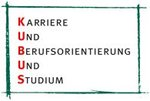 KARRIERE
UND
BERUFSORIENTIERUNG
UND
STUDIUM